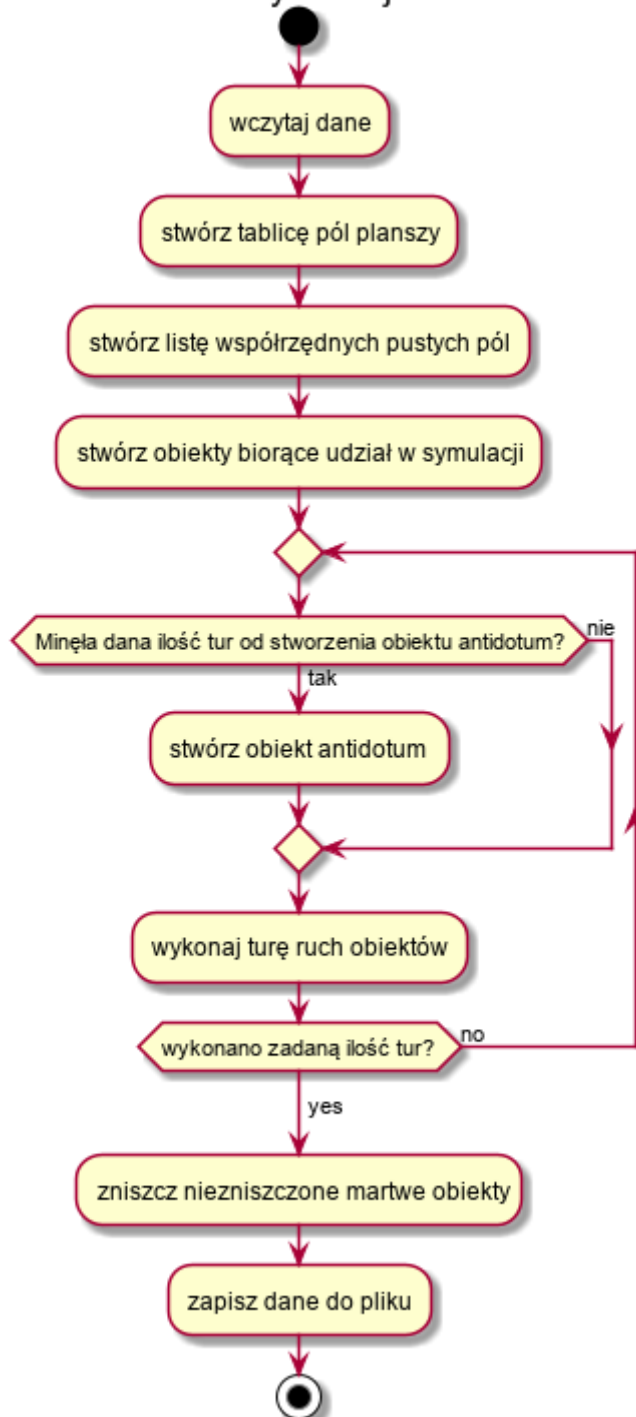 wczytaj dane
stwórz tablicę pól planszy
stwórz listę współrzędnych pustych pól
stwórz obiekty biorące udział w symulacji
Minęła dana ilość tur od stworzenia obiektu antidotum?
nie
tak
stwórz obiekt antidotum
wykonaj turę ruch obiektów
wykonano zadaną ilość tur?
no
yes
zniszcz niezniszczone martwe obiekty
zapisz dane do pliku